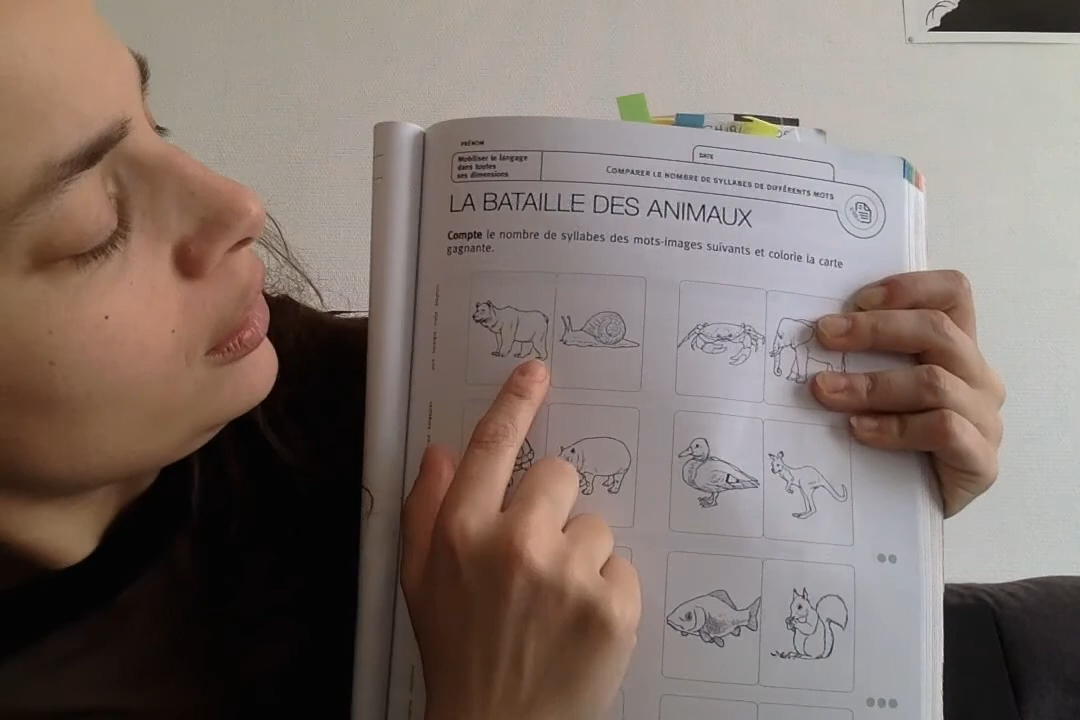 PRÉNOM
DATE
Mobiliser le langage
dans toutes
ses dimensions
COMPARER LE NOMBRE DE SYLLABES DE DIFFÉRENTS MOTS
LA BATAILLE DES ANIMAUX
Compte le nombre de syllabes des mots-images suivants et colorie la carte
gagnante.